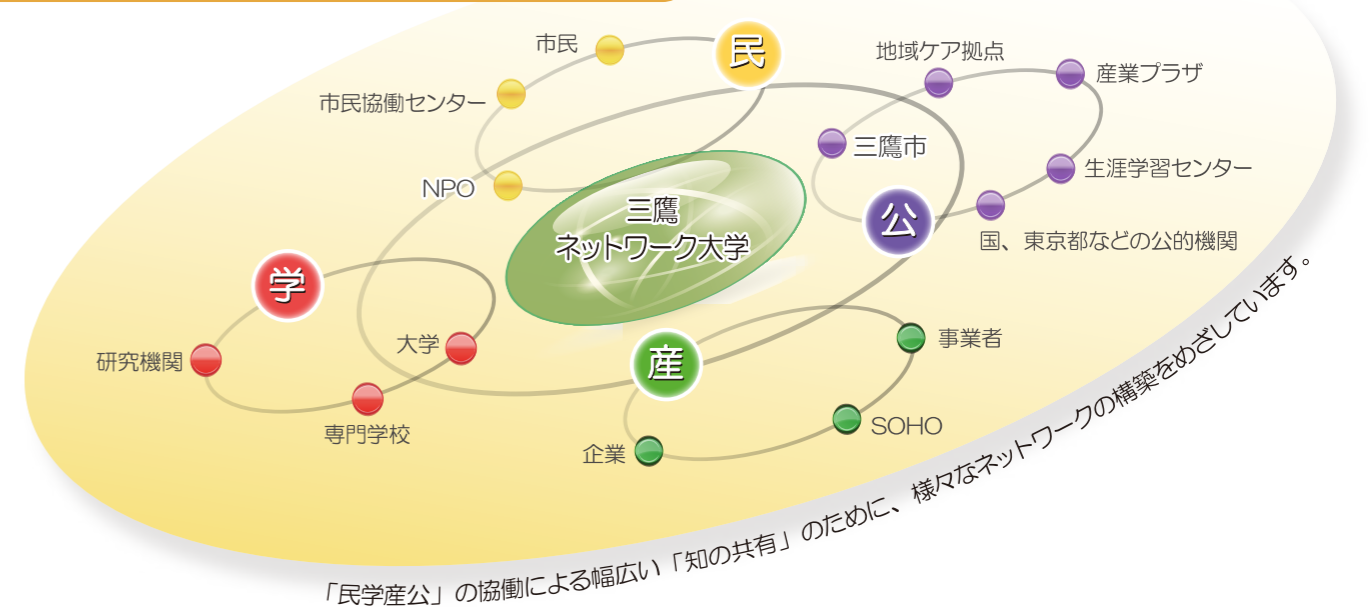 市民
民
市民協働センター
NPO
地域ケア拠点
産業プラザ
三鷹市
生涯学習センター
公
国、東京都などの公的機関
三鷹
ネットワーク大学
学
研究機関
大学
専門学校
産
事業者
SOHO
企業
「民学産公」の協働による幅広い「知の共有」のために、様々なネットワークの構築をめざしています。